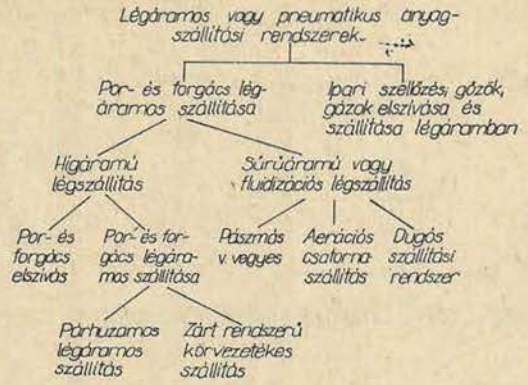 Légáramos vagy pneumatikus anyag-
szállítási rendszerek.
Por- és forgács lég-
áramos szállítása
Ipari szellőzés; gőzök,
gázok elszívása és
szállítása légáramban
Hígáramú
légszállítás
Sűrűáramú vagy
fluidizációs légszállítás
Por- és
forgács
elszívás
Por- és for-
gács légára-
mos szállítása
Pászmás
v. vegyes
Aerációs
csatorna-
szállítás
Dugós
szállítási
rendszer
Párhuzamos
légáramos
szállítás
Zárt rendszerű
körvezetékes
szállítás